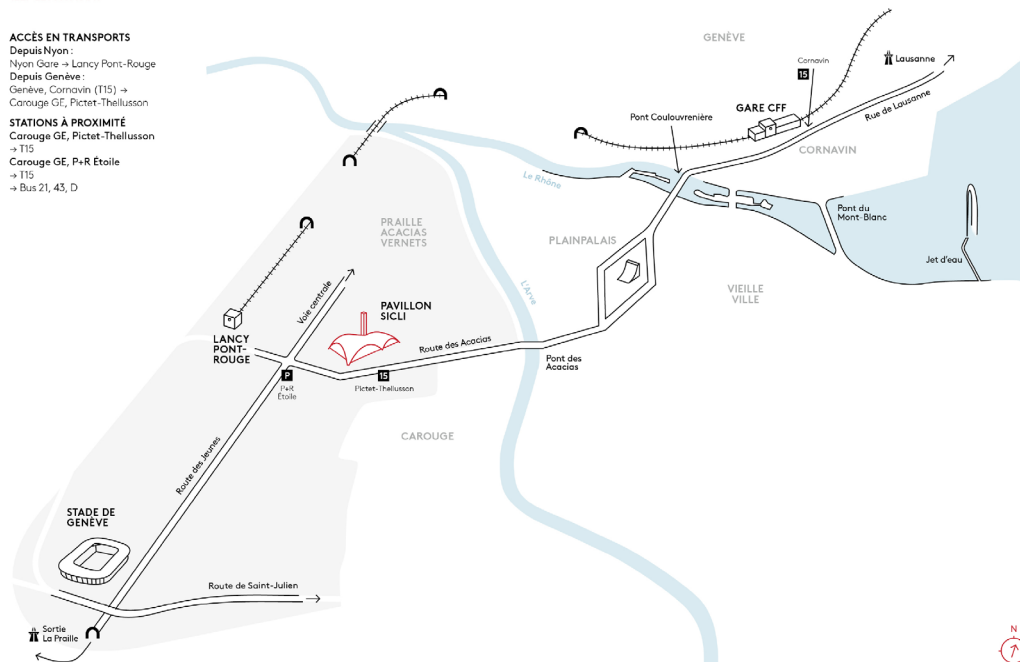 ACCÈS EN TRANSPORTS
Depuis Nyon :
Nyon Gare → Lancy Pont-Rouge
Depuis Genève :
Genève, Cornavin (T15) →
Carouge GE, Pictet-Thellusson
STATIONS À PROXIMITÉ
Carouge GE, Pictet-Thellusson
→ T15
Carouge GE, P+R Étoile
→ T15
→ Bus 21, 43, D
GENÈVE
Cornavin
15
Lausanne
GARE CFF
Rue de Lausanne
Pont Coulouvrenière
CORNAVIN
Le Rhône
Pont du
Mont-Blanc
PRAILLE
ACACIAS
VERNETS
PLAINPALAIS
Jet d'eau
VIEILLE
VILLE
L'Arve
Voie centrale
PAVILLON
SICLI
LANCY
PONT-
ROUGE
Route des Acacias
Pont des
Acacias
P
P+R
Étoile
15
Pictet-Thellusson
CAROUGE
Route des Jeunes
STADE DE
GENÈVE
Route de Saint-Julien
Sortie
La Praille
N